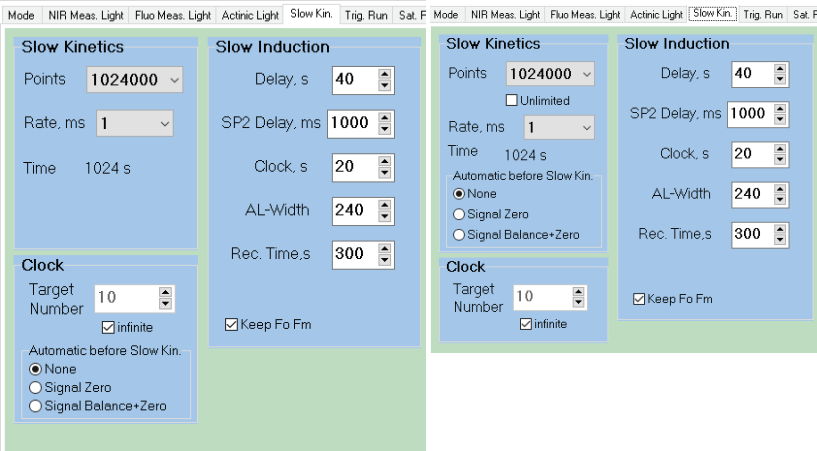 Mode NIR Meas. Light Fluo Meas. Light Actinic Light Slow Kin. Trig. Run Sat. F
Slow Kinetics
Points 1024000
Rate, ms 1
Time 1024 s
Slow Induction
Delay, s 40
SP2 Delay, ms 1000
Clock, s 20
AL-Width 240
Rec. Time,s 300
Keep Fo Fm
Clock
Target
Number 10
infinite
Automatic before Slow Kin.
None
Signal Zero
Signal Balance+Zero
Mode NIR Meas. Light Fluo Meas. Light Actinic Light Slow Kin. Trig. Run Sat. F
Slow Kinetics
Points 1024000
Unlimited
Rate, ms 1
Time 1024 s
Automatic before Slow Kin.
None
Signal Zero
Signal Balance+Zero
Slow Induction
Delay, s 40
SP2 Delay, ms 1000
Clock, s 20
AL-Width 240
Rec. Time,s 300
Keep Fo Fm
Clock
Target
Number 10
infinite